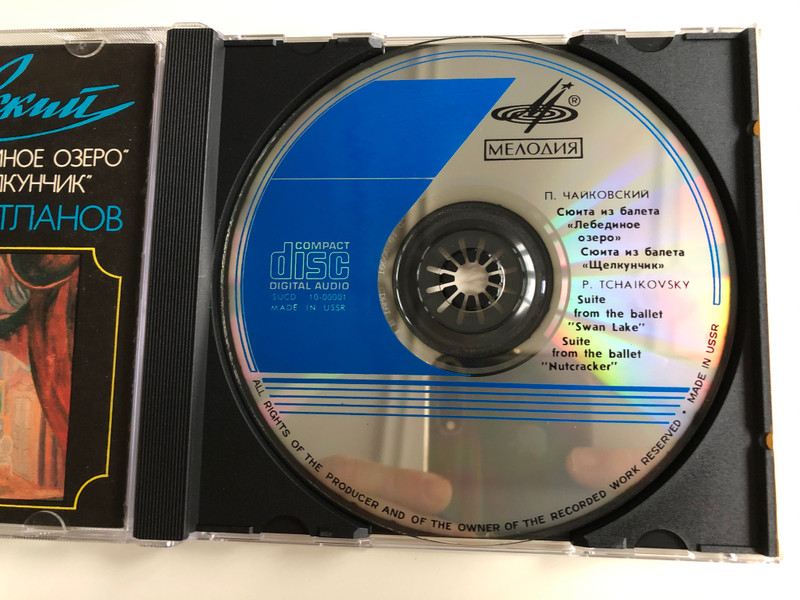 ский
ИНОЕ ОЗЕРО"
ЛКУНЧИК"
ТЛАНОВ
®
МЕЛОДИЯ
П. ЧАЙКОВСКИЙ
Сюита из балета
«Лебединое
озеро»
Сюита из балета
«Щелкунчик»
P. TCHAIKOVSKY
Suite
from the ballet
"Swan Lake"
Suite
from the ballet
"Nutcracker"
COMPACT
disc
DIGITAL AUDIO
SUCD 10-00001
MADE IN USSR
ALL RIGHTS OF THE PRODUCER AND OF THE OWNER OF THE RECORDED WORK RESERVED • MADE IN USSR